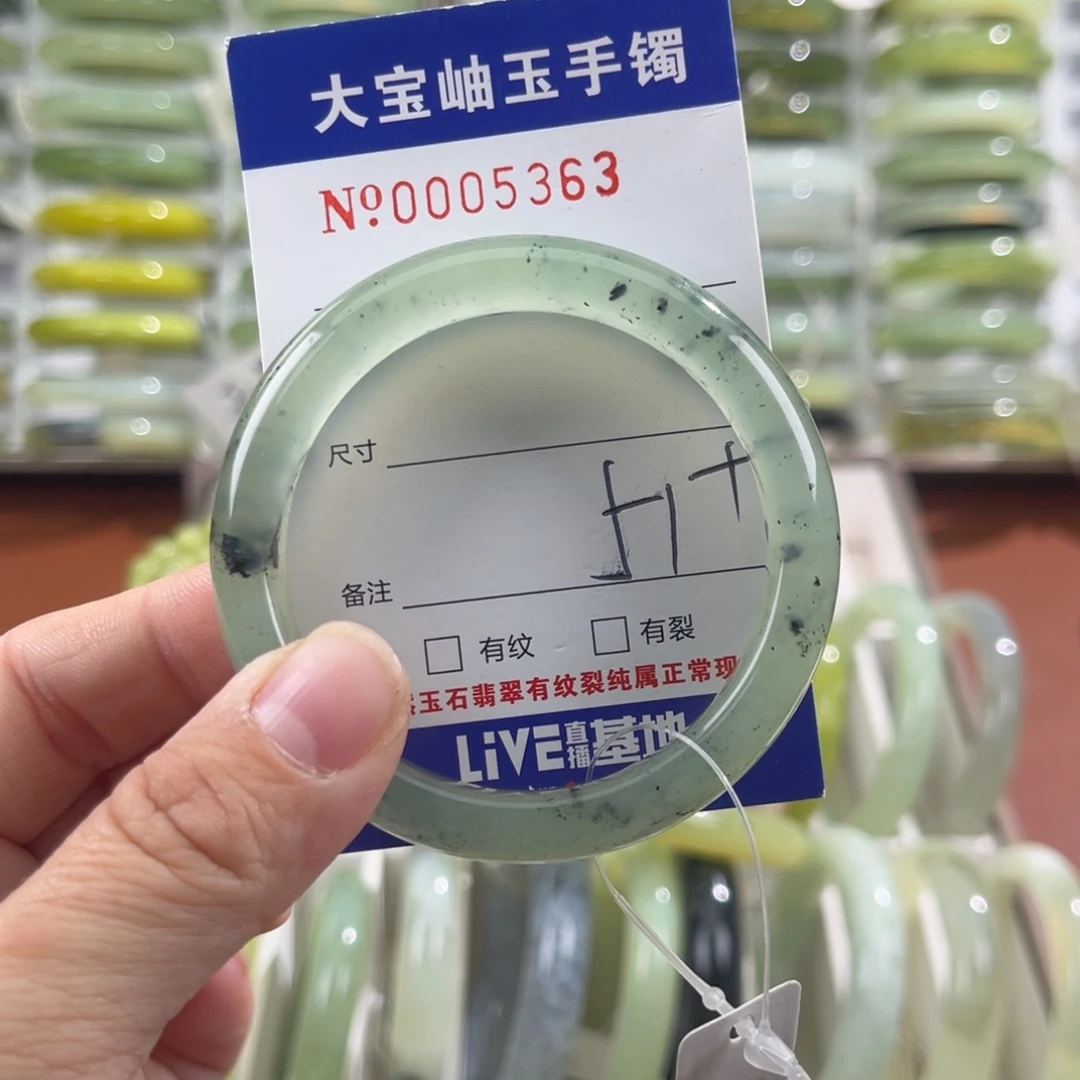 大宝岫玉手镯
Nº0005363
尺寸
备注
□ 有纹 □ 有裂
玉石翡翠有纹裂纯属正常现
LiVE直播基地